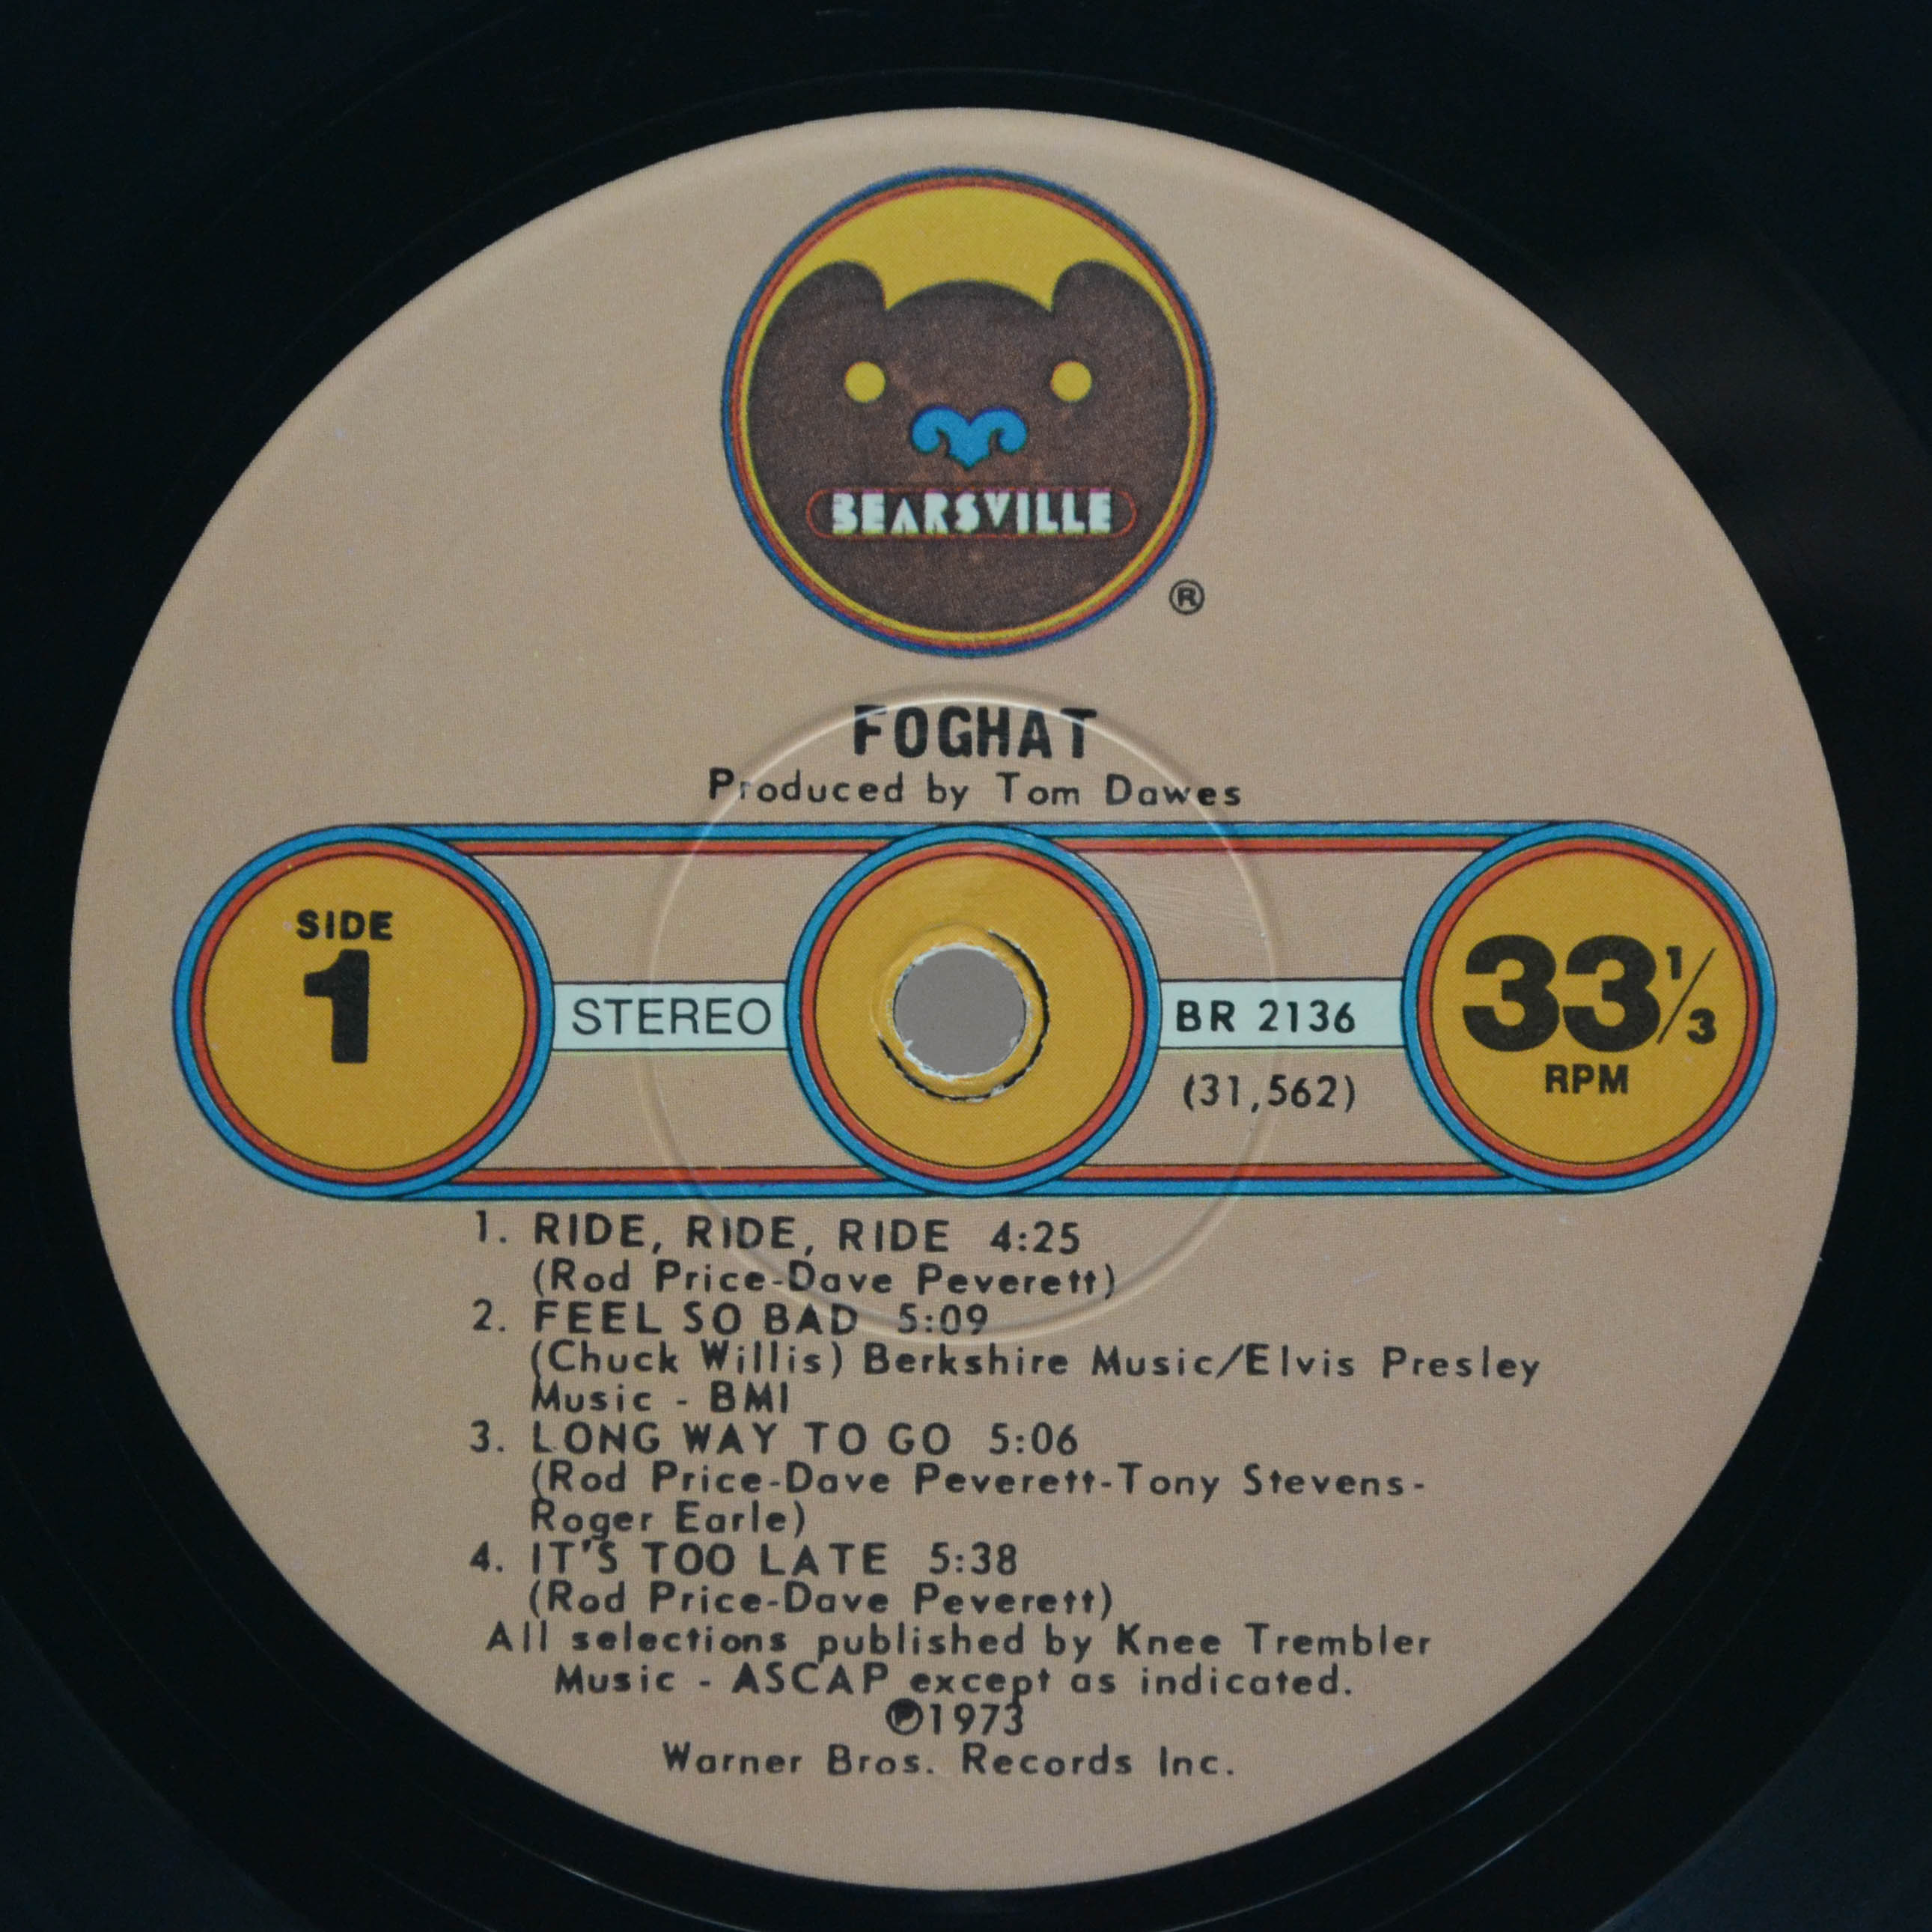 BEARSVILLE
®
FOGHAT
Produced by Tom Dawes
SIDE
1
STEREO
BR 2136
(31,562)
33 1/3
RPM
1. RIDE, RIDE, RIDE 4:25
(Rod Price-Dave Peverett)
2. FEEL SO BAD 5:09
(Chuck Willis) Berkshire Music/Elvis Presley
Music - BMI
3. LONG WAY TO GO 5:06
(Rod Price-Dave Peverett-Tony Stevens-
Roger Earle)
4. IT'S TOO LATE 5:38
(Rod Price-Dave Peverett)
All selections published by Knee Trembler
Music - ASCAP except as indicated.
℗1973
Warner Bros. Records Inc.